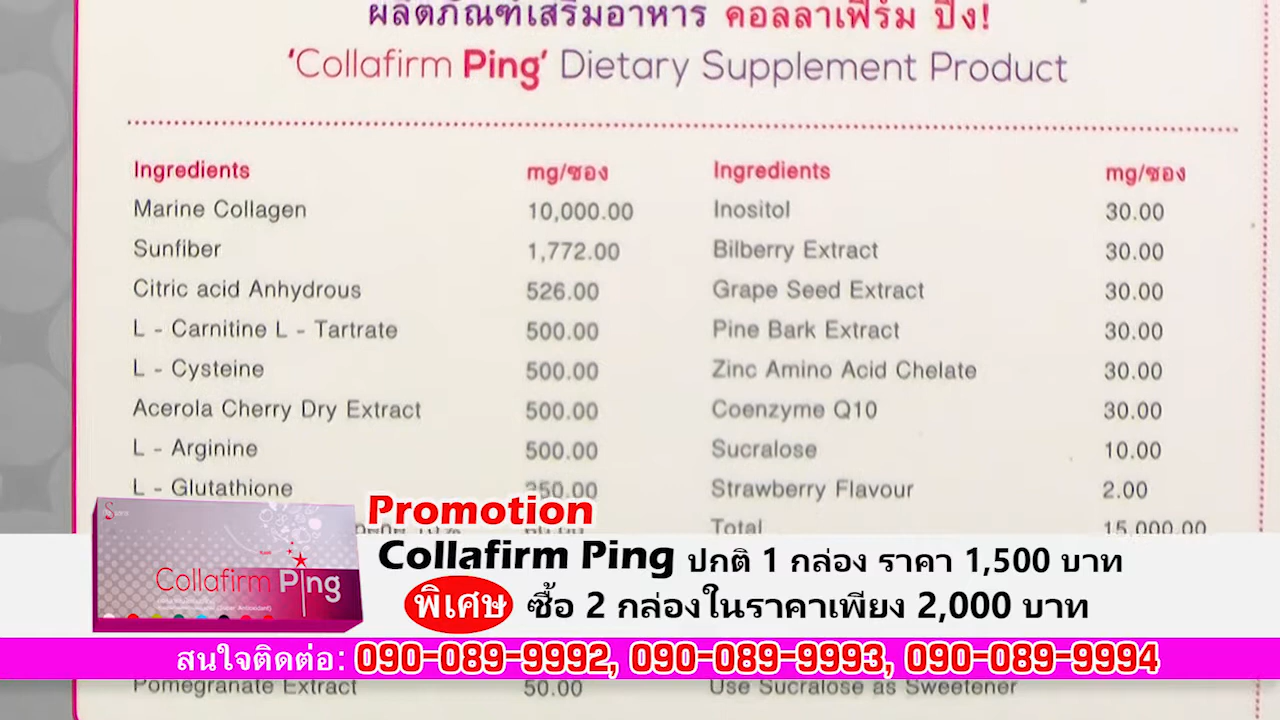 ผลิตภัณฑ์เสริมอาหาร คอลลาเฟิร์ม ปิ๊ง!
'Collafirm Ping' Dietary Supplement Product
Ingredients mg/ซอง Ingredients mg/ซอง
Marine Collagen 10,000.00 Inositol 30.00
Sunfiber 1,772.00 Bilberry Extract 30.00
Citric acid Anhydrous 526.00 Grape Seed Extract 30.00
L - Carnitine L - Tartrate 500.00 Pine Bark Extract 30.00
L - Cysteine 500.00 Zinc Amino Acid Chelate 30.00
Acerola Cherry Dry Extract 500.00 Coenzyme Q10 30.00
L - Arginine 500.00 Sucralose 10.00
L - Glutathione 250.00 Strawberry Flavour 2.00
10% 60.00 Total 15,000.00
Promotion
Collafirm Ping ปกติ 1 กล่อง ราคา 1,500 บาท
พิเศษ ซื้อ 2 กล่องในราคาเพียง 2,000 บาท
Collafirm Ping
สนใจติดต่อ: 090-089-9992, 090-089-9993, 090-089-9994
Pomegranate Extract 50.00 Use Sucralose as Sweetener